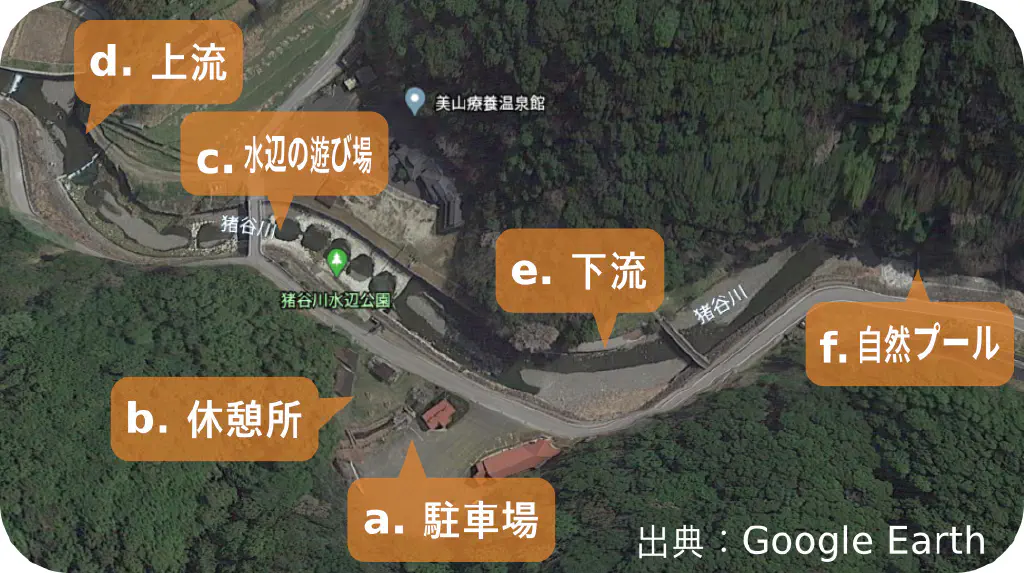 d. 上流
美山療養温泉館
c. 水辺の遊び場
猪谷川
猪谷川水辺公園
e. 下流
猪谷川
f. 自然プール
b. 休憩所
a. 駐車場
出典：Google Earth